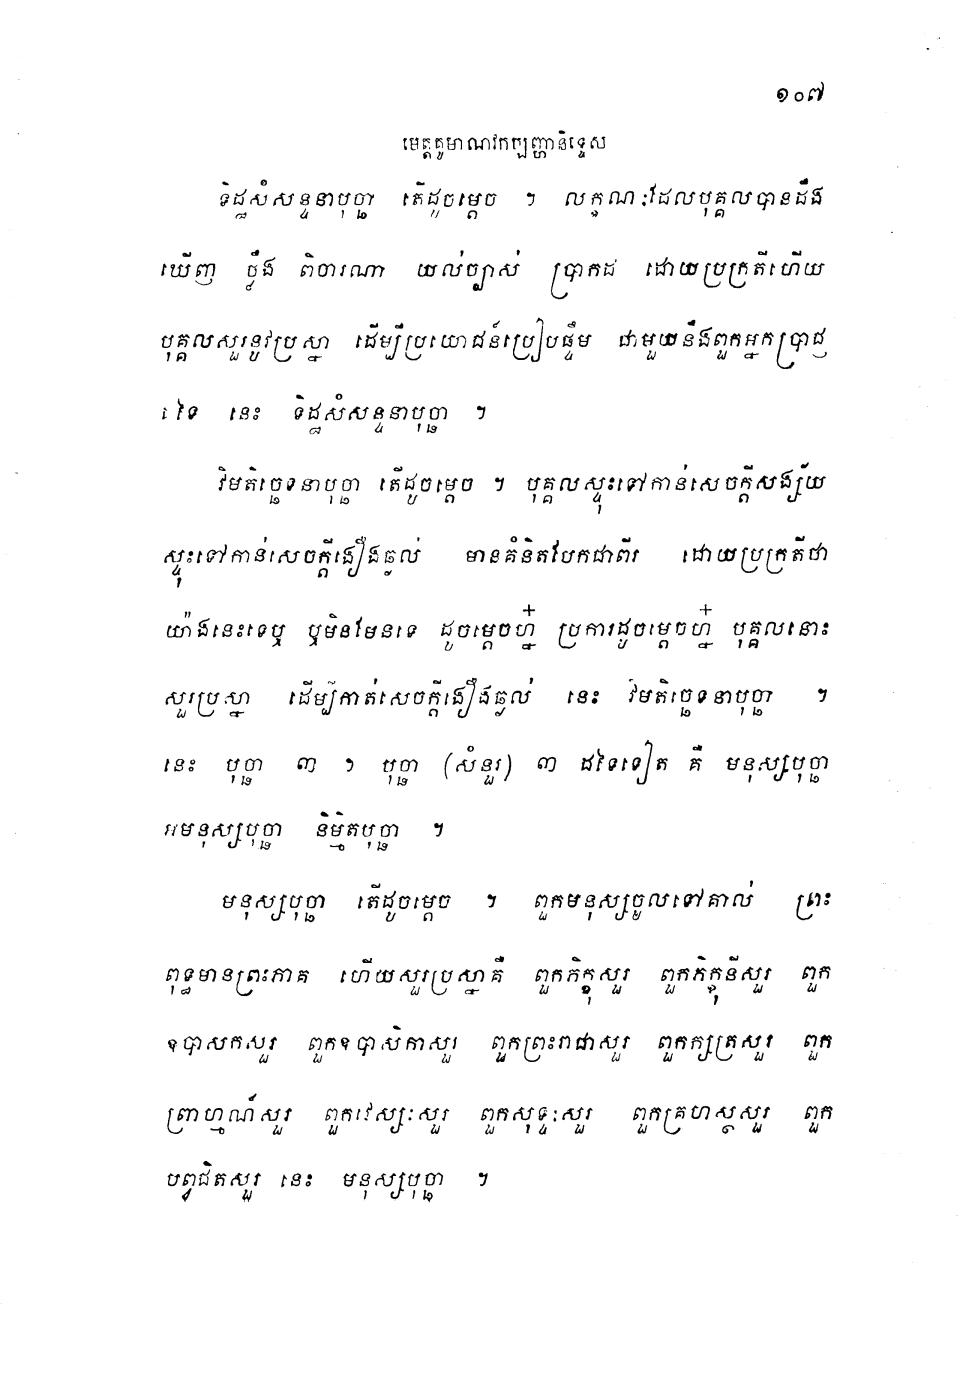 ១០៧
មេត្តគូមាណវកប្បញ្ហានិទ្ទេស
ទិដ្ឋសំសន្ទនាបុច្ឆា តើដូចម្តេច ។ លក្ខណៈដែលបុគ្គលបានដឹង
ឃើញ ថ្លឹង ពិចារណា យល់ច្បាស់ ប្រាកដ ដោយប្រក្រតីហើយ
បុគ្គលសួរនូវប្រស្នា ដើម្បីប្រយោជន៍ប្រៀបផ្ទឹម ជាមួយនឹងពួកអ្នកប្រាជ្ញ
ដទៃ នេះ ទិដ្ឋសំសន្ទនាបុច្ឆា ។
វិមតិច្ឆេទនាបុច្ឆា តើដូចម្តេច ។ បុគ្គលស្ទុះទៅកាន់សេចក្តីសង្ស័យ
ស្ទុះទៅកាន់សេចក្តីងឿងឆ្ងល់ មានគំនិតបែកជាពីរ ដោយប្រក្រតីថា
យ៉ាងនេះទេឬ ឬមិនមែនទេ ដូចម្តេចហ្ន៎ ប្រការដូចម្តេចហ្ន៎ បុគ្គលនោះ
សួរប្រស្នា ដើម្បីកាត់សេចក្តីងឿងឆ្ងល់ នេះ វិមតិច្ឆេទនាបុច្ឆា ។
នេះ បុច្ឆា ៣ ។ បុច្ឆា (សំនួរ) ៣ ដទៃទៀត គឺ មនុស្សបុច្ឆា
អមនុស្សបុច្ឆា និម្មិតបុច្ឆា ។
មនុស្សបុច្ឆា តើដូចម្តេច ។ ពួកមនុស្សចូលទៅគាល់ ព្រះ
ពុទ្ធមានព្រះភាគ ហើយសួរប្រស្នាគឺ ពួកភិក្ខុសួរ ពួកភិក្ខុនីសួរ ពួក
ឧបាសកសួរ ពួកឧបាសិកាសួរ ពួកព្រះរាជាសួរ ពួកក្សត្រសួរ ពួក
ព្រាហ្មណ៍សួរ ពួកវេស្សៈសួរ ពួកសុទ្ទៈសួរ ពួកគ្រហស្ថសួរ ពួក
បព្វជិតសួរ នេះ មនុស្សបុច្ឆា ។